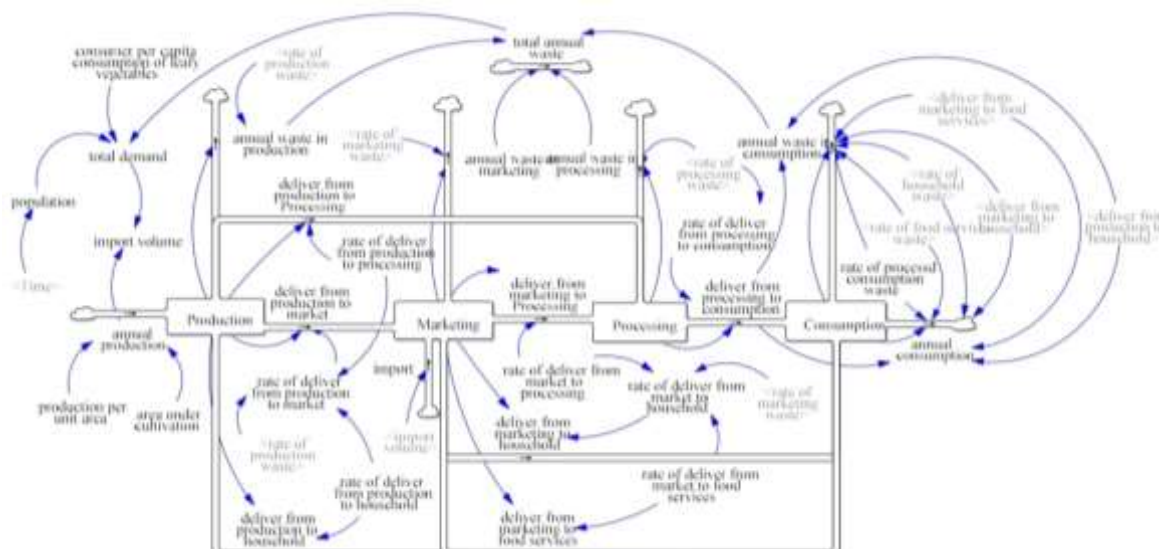 total annual
waste
consumer per capita
consumption of leafy
vegetables
<rate of
production
waste>
<deliver from
marketing to food
services>
annual waste in
production
<rate of
marketing
waste>
total demand
annual waste in
marketing
annual waste in
processing
annual waste in
consumption
<rate of
processing
waste>
<rate of
household
waste>
deliver from
production to
Processing
population
<deliver from
marketing to
household>
<deliver from
production to
household>
import volume
rate of deliver
from production
to processing
rate of deliver
from processing
to consumption
rate of food services
waste>
<Time>
deliver from
production to
market
deliver from
marketing to
Processing
deliver from
processing to
consumption
rate of processd
consumption
waste
Production
Marketing
Processing
Consumption
annual
production
annual
consumption
import
rate of deliver
from production
to market
rate of deliver
from market to
processing
rate of deliver from
market to
household
<rate of
marketing
waste>
production per
unit area
area under
cultivation
<rate of
production
waste>
<import
volume>
deliver from
marketing to
household
rate of deliver
from production
to household
rate of deliver from
market to food
services
deliver from
production to
household
deliver from
marketing to
food services